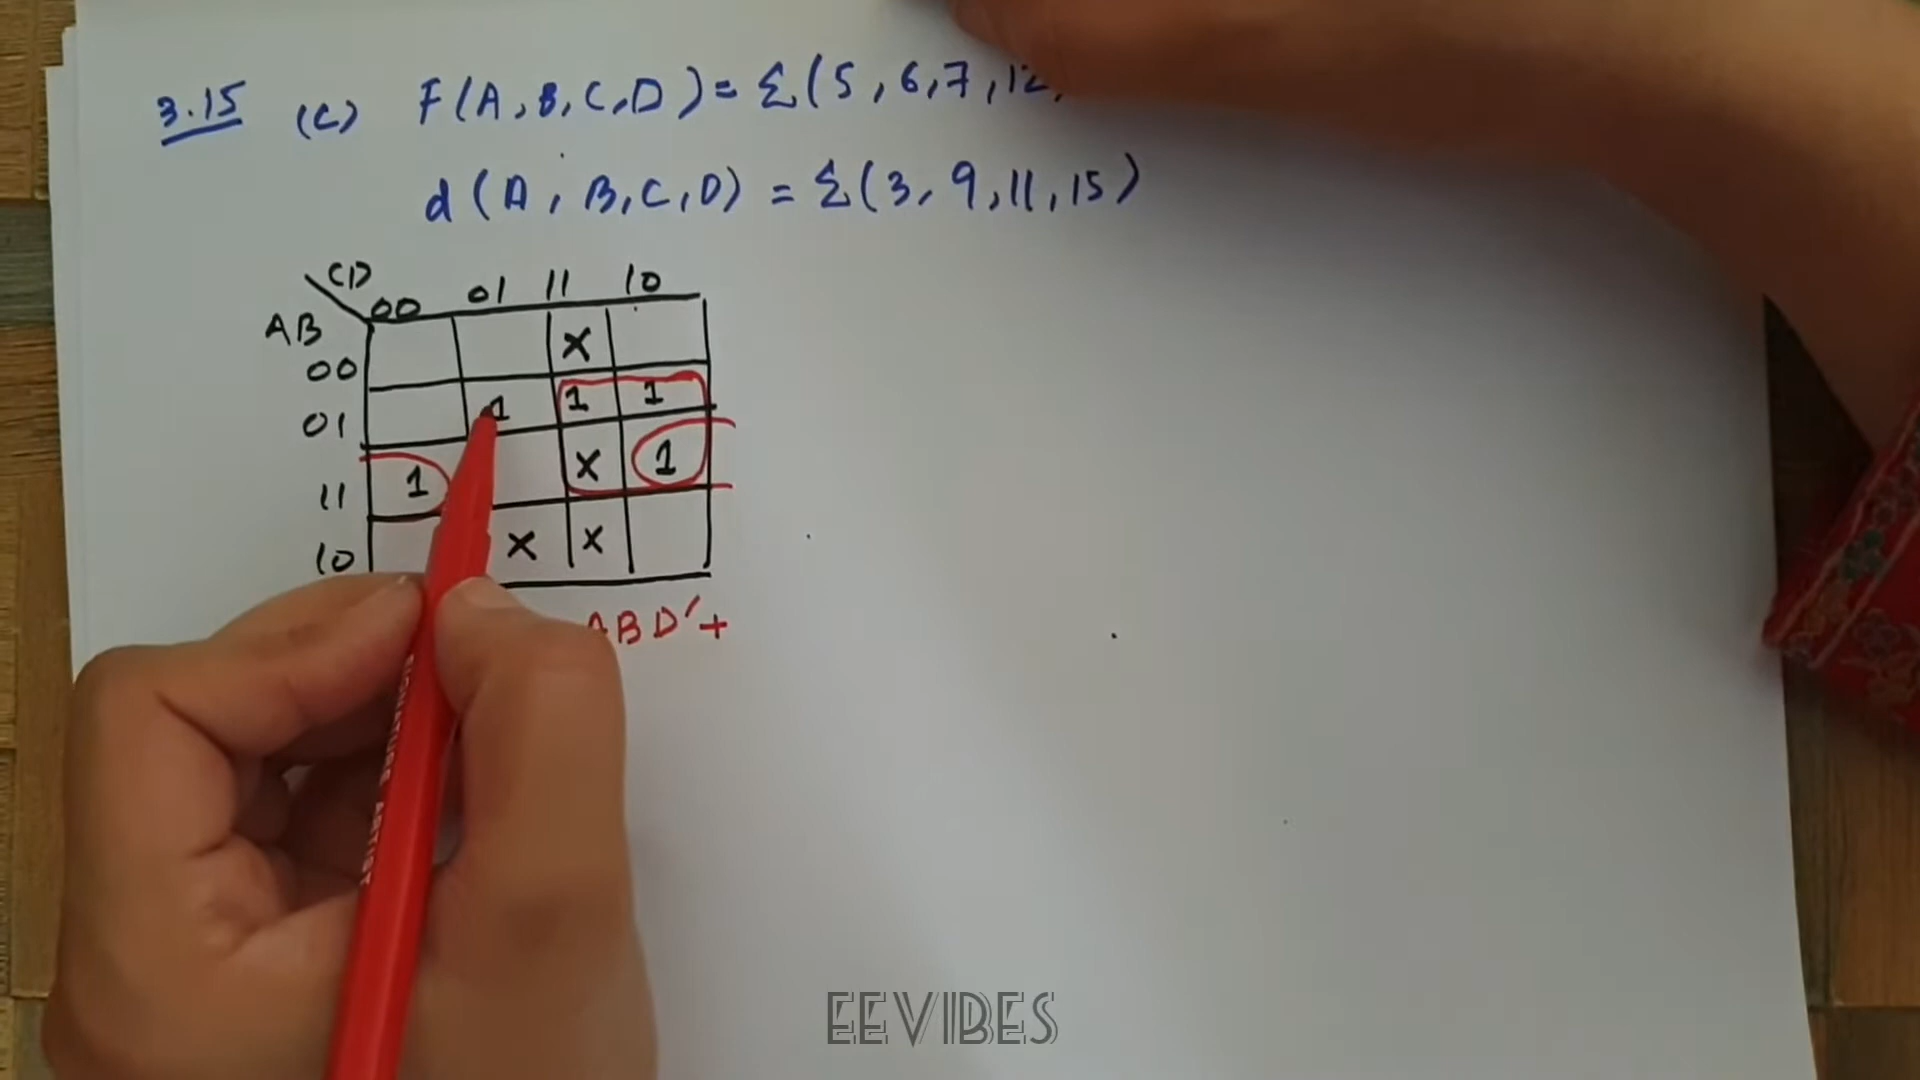 3.15 (C) F(A,B,C,D)= Σ(5,6,7,12,
d(A,B,C,D) = Σ(3,9,11,15)
CD
00 01 11 10
AB
00 X
01 1 1 1
11 1 X 1
10 X X
ABD'+
EEVIBES